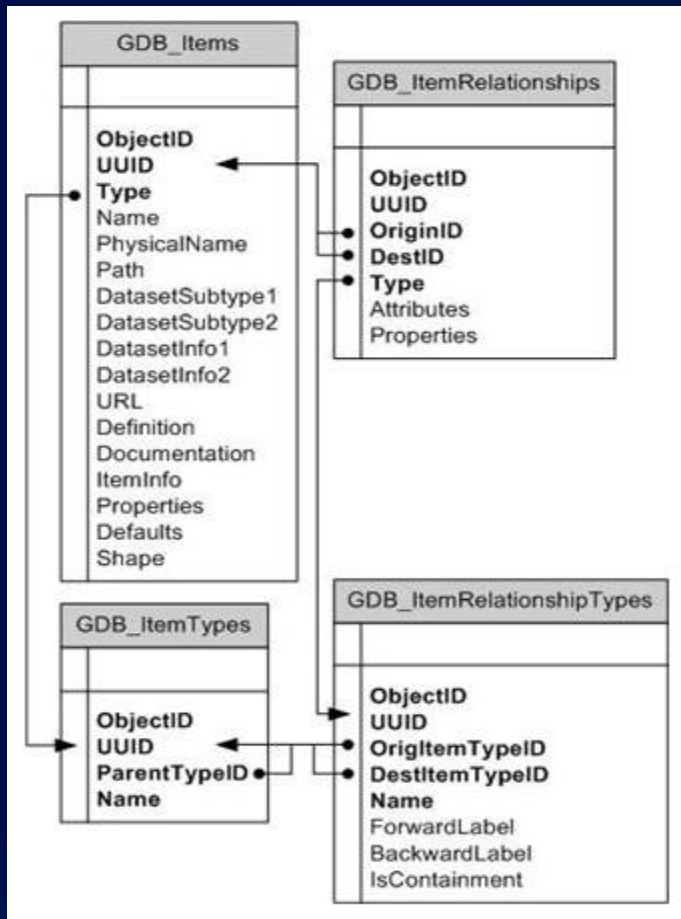 GDB_Items
ObjectID
UUID
Type
Name
PhysicalName
Path
DatasetSubtype1
DatasetSubtype2
DatasetInfo1
DatasetInfo2
URL
Definition
Documentation
ItemInfo
Properties
Defaults
Shape
GDB_ItemRelationships
ObjectID
UUID
OriginID
DestID
Type
Attributes
Properties
GDB_ItemTypes
ObjectID
UUID
ParentTypeID
Name
GDB_ItemRelationshipTypes
ObjectID
UUID
OrigItemTypeID
DestItemTypeID
Name
ForwardLabel
BackwardLabel
IsContainment